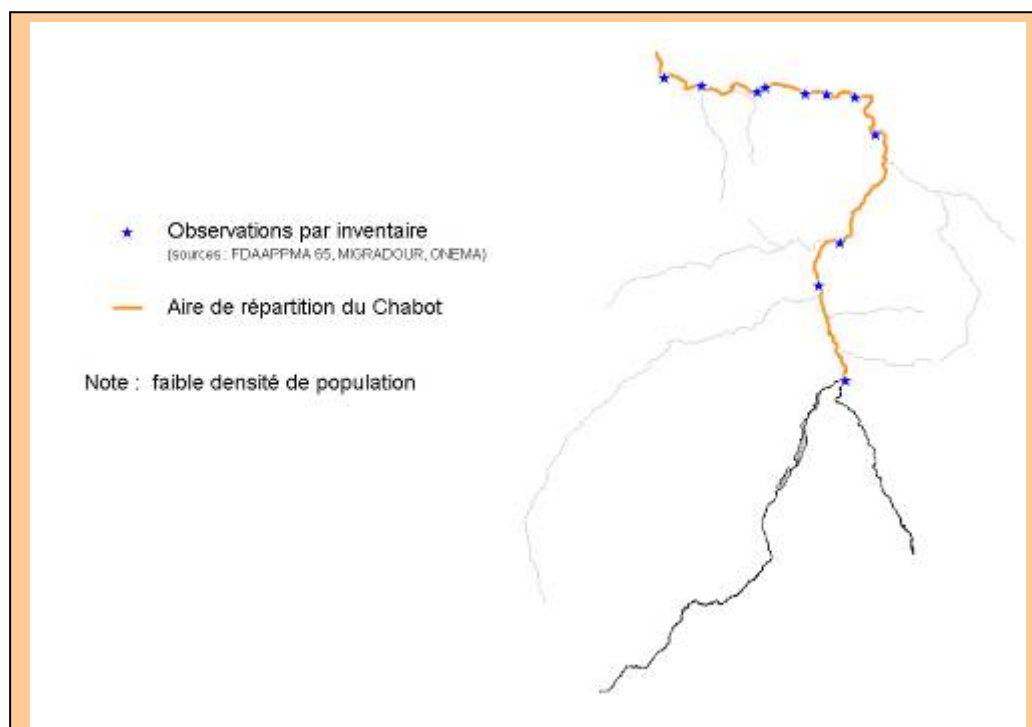 Observations par inventaire
(sources : FDAAPPMA 65, MIGRADOUR, ONEMA)
Aire de répartition du Chabot
Note : faible densité de population